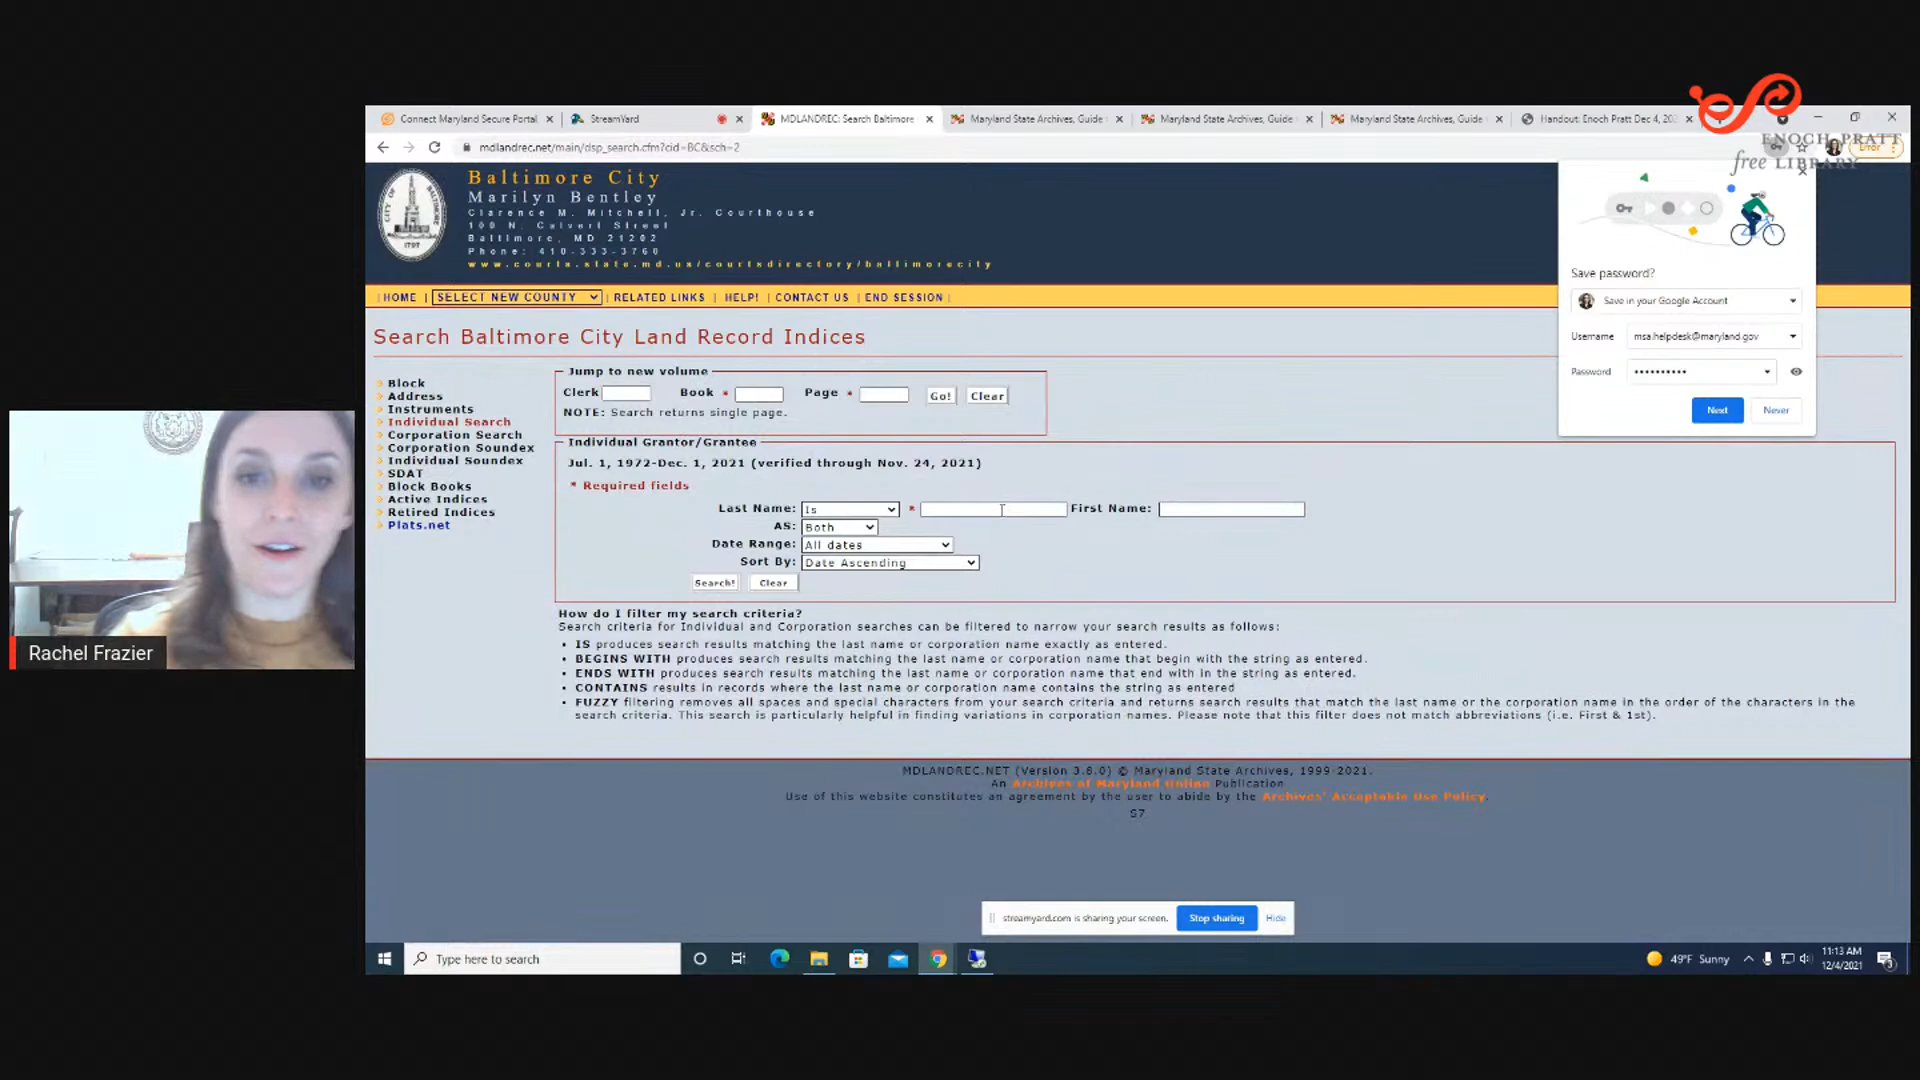 Connect Maryland Secure Portal
StreamYard
MDLANDREC: Search Baltimore
Maryland State Archives, Guide
Maryland State Archives, Guide
Maryland State Archives, Guide
Handout: Enoch Pratt Dec 4, 202
ENOCH PRATT
free LIBRARY
mdlandrec.net/main/dsp_search.cfm?cid=BC&sch=2
Error
Baltimore City
Marilyn Bentley
Clarence M. Mitchell, Jr. Courthouse
100 N. Calvert Street
Baltimore, MD 21202
Phone: 410-333-3760
www.courts.state.md.us/courtsdirectory/baltimorecity
1797
| HOME | SELECT NEW COUNTY | RELATED LINKS | HELP! | CONTACT US | END SESSION |
Save password?
Save in your Google Account
Username msa.helpdesk@maryland.gov
Password ••••••••••
Next Never
Search Baltimore City Land Record Indices
Block
Address
Instruments
Individual Search
Corporation Search
Corporation Soundex
Individual Soundex
SDAT
Block Books
Active Indices
Retired Indices
Plats.net
Jump to new volume
Clerk Book * Page * Go! Clear
NOTE: Search returns single page.
Individual Grantor/Grantee
Jul. 1, 1972-Dec. 1, 2021 (verified through Nov. 24, 2021)
* Required fields
Last Name: Is * First Name:
AS: Both
Date Range: All dates
Sort By: Date Ascending
Search! Clear
How do I filter my search criteria?
Search criteria for Individual and Corporation searches can be filtered to narrow your search results as follows:
• IS produces search results matching the last name or corporation name exactly as entered.
• BEGINS WITH produces search results matching the last name or corporation name that begin with the string as entered.
• ENDS WITH produces search results matching the last name or corporation name that end with in the string as entered.
• CONTAINS results in records where the last name or corporation name contains the string as entered
• FUZZY filtering removes all spaces and special characters from your search criteria and returns search results that match the last name or the corporation name in the order of the characters in the
search criteria. This search is particularly helpful in finding variations in corporation names. Please note that this filter does not match abbreviations (i.e. First & 1st).
Rachel Frazier
MDLANDREC.NET (Version 3.8.0) © Maryland State Archives, 1999-2021.
An Archives of Maryland Online Publication
Use of this website constitutes an agreement by the user to abide by the Archives' Acceptable Use Policy.
S7
streamyard.com is sharing your screen. Stop sharing Hide
Type here to search
49°F Sunny
11:13 AM
12/4/2021
3